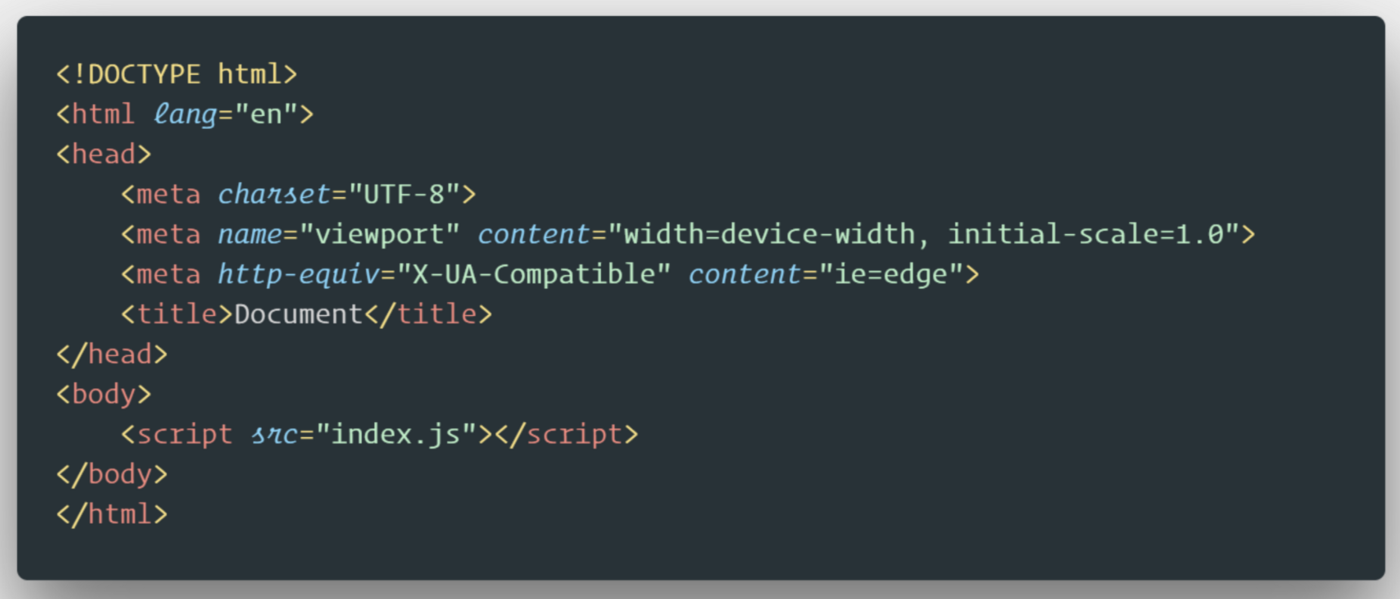 <!DOCTYPE html>
<html lang="en">
<head>
    <meta charset="UTF-8">
    <meta name="viewport" content="width=device-width, initial-scale=1.0">
    <meta http-equiv="X-UA-Compatible" content="ie=edge">
    <title>Document</title>
</head>
<body>
    <script src="index.js"></script>
</body>
</html>